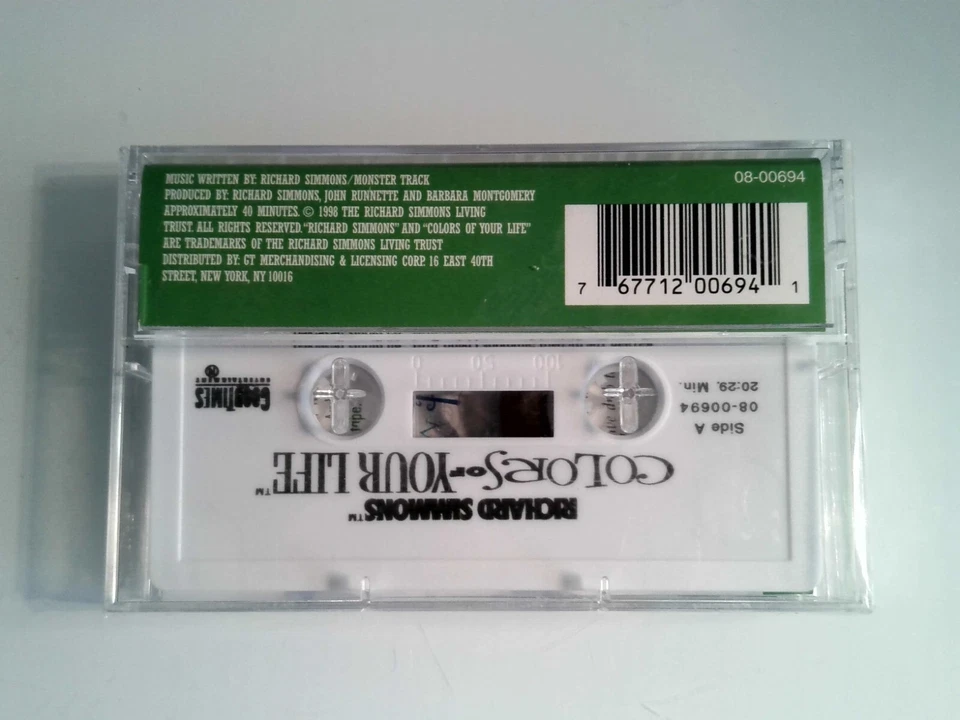 MUSIC WRITTEN BY: RICHARD SIMMONS/MONSTER TRACK
PRODUCED BY: RICHARD SIMMONS, JOHN RUNNETTE AND BARBARA MONTGOMERY
APPROXIMATELY 40 MINUTES. © 1998 THE RICHARD SIMMONS LIVING
TRUST. ALL RIGHTS RESERVED. "RICHARD SIMMONS" AND "COLORS OF YOUR LIFE"
ARE TRADEMARKS OF THE RICHARD SIMMONS LIVING TRUST
DISTRIBUTED BY: GT MERCHANDISING & LICENSING CORP. 16 EAST 40TH
STREET, NEW YORK, NY 10016
08-00694
7 67712 00694 1
RICHARD SIMMONS™
COLORS OF YOUR LIFE™
Side A
08-00694
20:29. Min.
GOODTIMES
ENTERTAINMENT
100 50 0